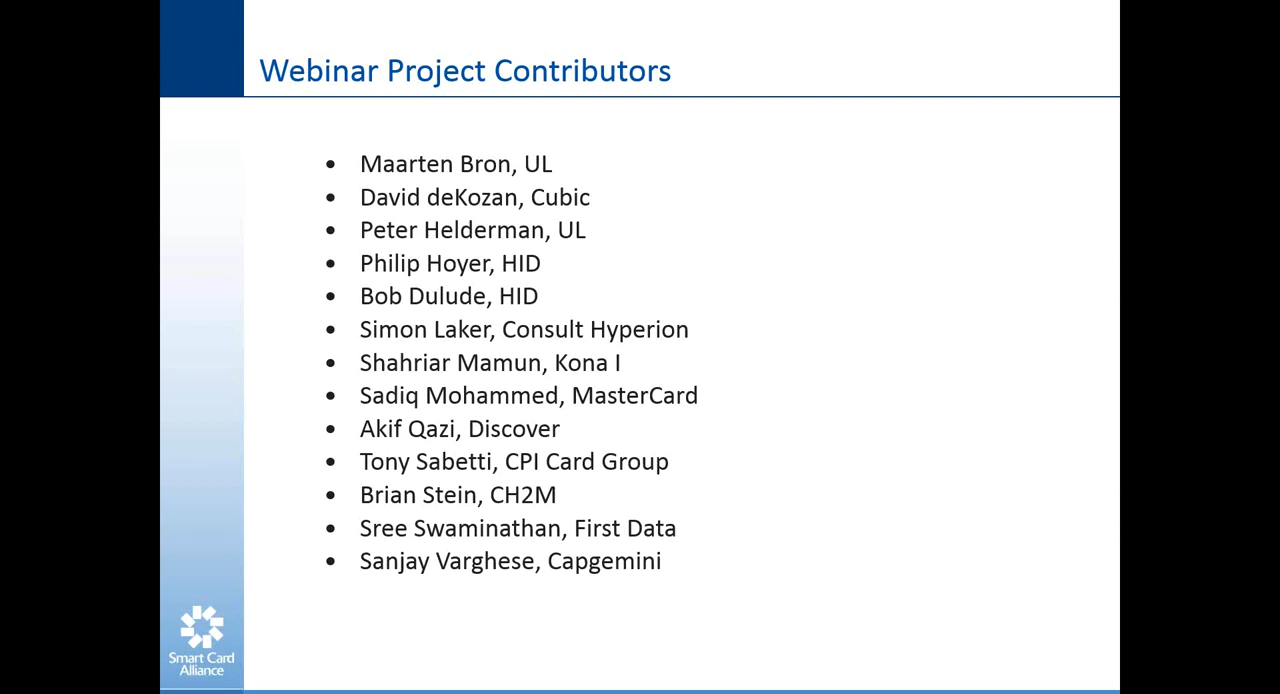 Webinar Project Contributors
• Maarten Bron, UL
• David deKozan, Cubic
• Peter Helderman, UL
• Philip Hoyer, HID
• Bob Dulude, HID
• Simon Laker, Consult Hyperion
• Shahriar Mamun, Kona I
• Sadiq Mohammed, MasterCard
• Akif Qazi, Discover
• Tony Sabetti, CPI Card Group
• Brian Stein, CH2M
• Sree Swaminathan, First Data
• Sanjay Varghese, Capgemini
Smart Card
Alliance